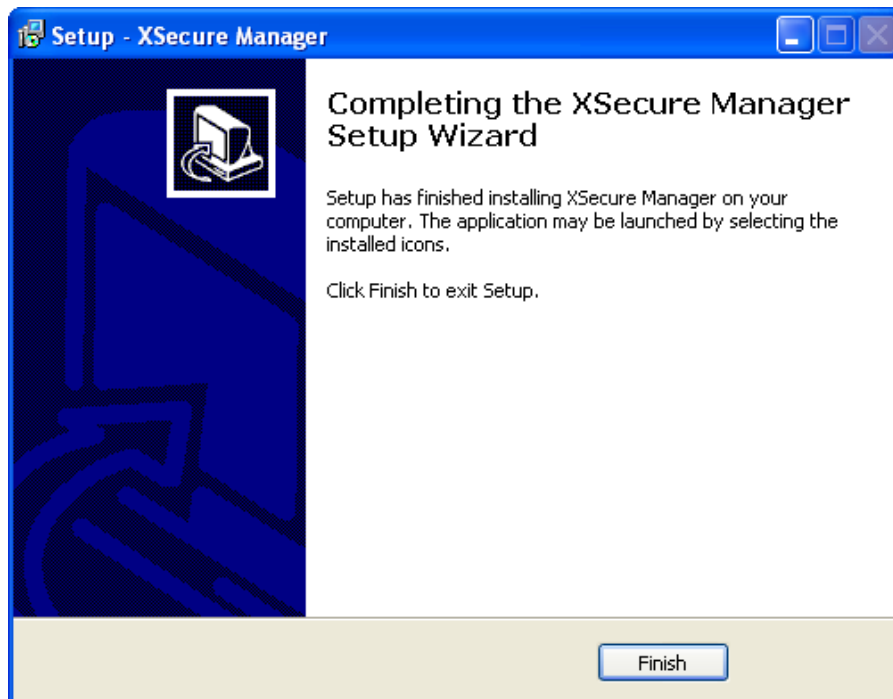 Setup - XSecure Manager
Completing the XSecure Manager
Setup Wizard
Setup has finished installing XSecure Manager on your
computer. The application may be launched by selecting the
installed icons.
Click Finish to exit Setup.
Finish